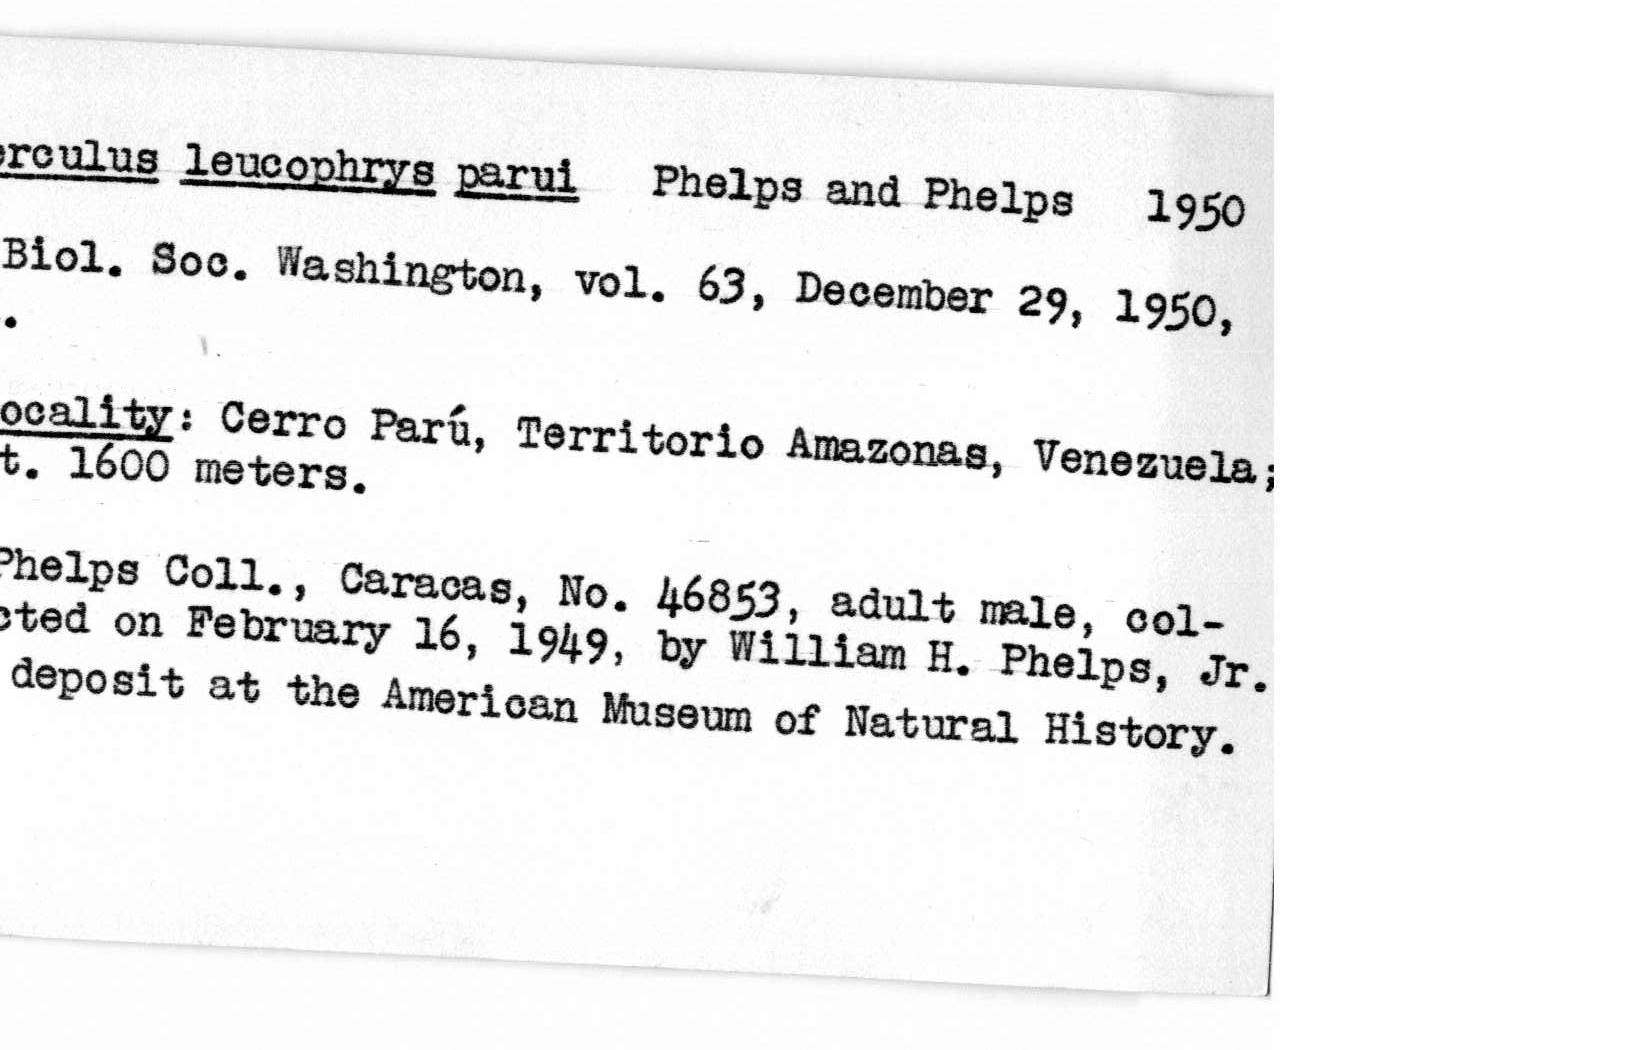 erculus leucophrys parui Phelps and Phelps 1950
Biol. Soc. Washington, vol. 63, December 29, 1950,
.
ocality: Cerro Parú, Territorio Amazonas, Venezuela;
t. 1600 meters.
Phelps Coll., Caracas, No. 46853, adult male, col-
cted on February 16, 1949, by William H. Phelps, Jr.
deposit at the American Museum of Natural History.